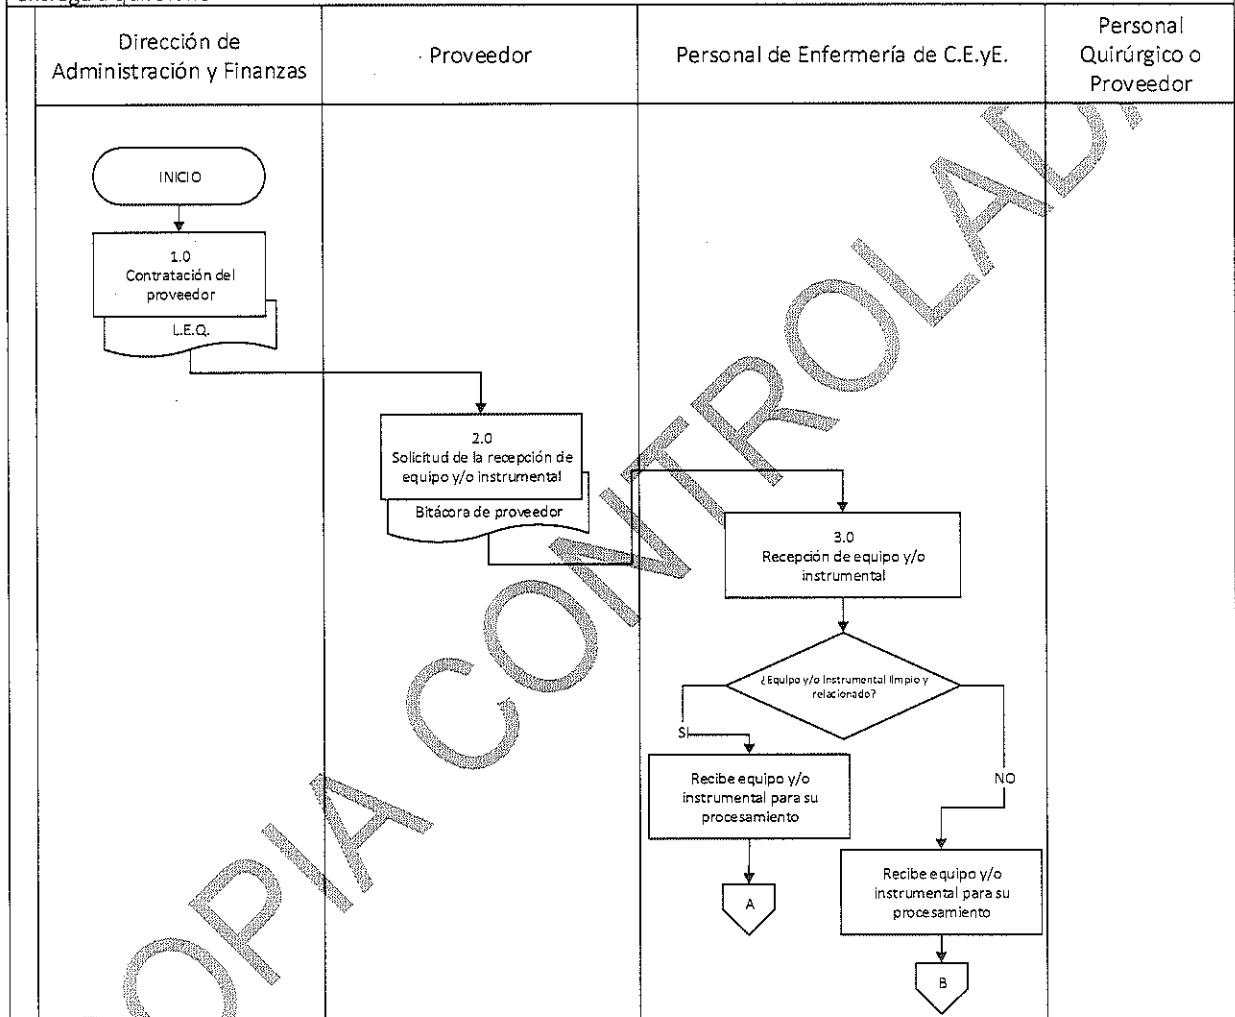 Dirección de
Administración y Finanzas
Proveedor
Personal de Enfermería de C.E.yE.
Personal
Quirúrgico o
Proveedor
INICIO
1.0
Contratación del
proveedor
L.E.Q.
2.0
Solicitud de la recepción de
equipo y/o instrumental
Bitácora de proveedor
3.0
Recepción de equipo y/o
instrumental
¿Equipo y/o Instrumental limpio y
relacionado?
SI
NO
Recibe equipo y/o
instrumental para su
procesamiento
Recibe equipo y/o
instrumental para su
procesamiento
A
B
OPIA CONTROLAD